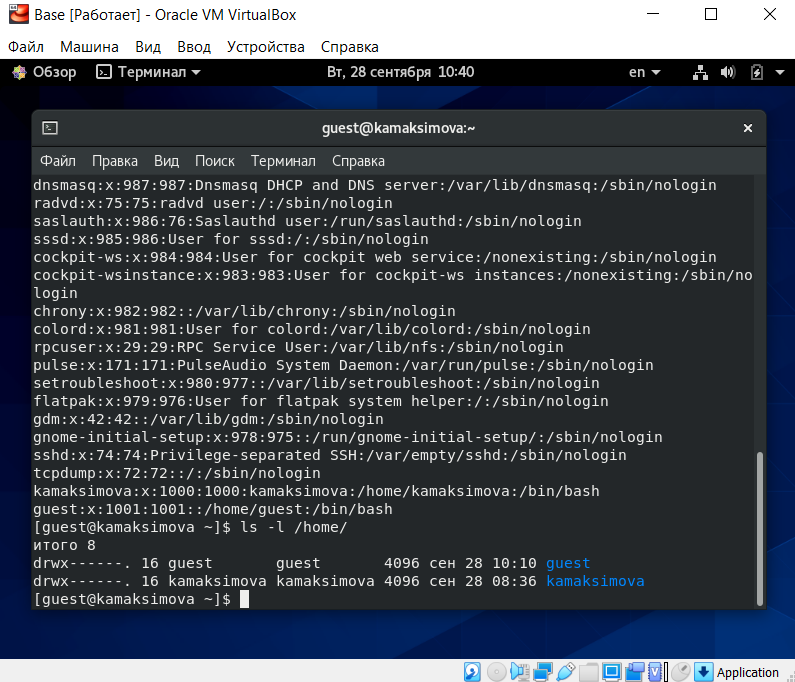 Base [Работает] - Oracle VM VirtualBox
Файл Машина Вид Ввод Устройства Справка
Обзор Терминал Вт, 28 сентября 10:40 en
guest@kamaksimova:~
Файл Правка Вид Поиск Терминал Справка
dnsmasq:x:987:987:Dnsmasq DHCP and DNS server:/var/lib/dnsmasq:/sbin/nologin
radvd:x:75:75:radvd user:/:/sbin/nologin
saslauth:x:986:76:Saslauthd user:/run/saslauthd:/sbin/nologin
sssd:x:985:986:User for sssd:/:/sbin/nologin
cockpit-ws:x:984:984:User for cockpit web service:/nonexisting:/sbin/nologin
cockpit-wsinstance:x:983:983:User for cockpit-ws instances:/nonexisting:/sbin/no
login
chrony:x:982:982::/var/lib/chrony:/sbin/nologin
colord:x:981:981:User for colord:/var/lib/colord:/sbin/nologin
rpcuser:x:29:29:RPC Service User:/var/lib/nfs:/sbin/nologin
pulse:x:171:171:PulseAudio System Daemon:/var/run/pulse:/sbin/nologin
setroubleshoot:x:980:977::/var/lib/setroubleshoot:/sbin/nologin
flatpak:x:979:976:User for flatpak system helper:/:/sbin/nologin
gdm:x:42:42::/var/lib/gdm:/sbin/nologin
gnome-initial-setup:x:978:975::/run/gnome-initial-setup/:/sbin/nologin
sshd:x:74:74:Privilege-separated SSH:/var/empty/sshd:/sbin/nologin
tcpdump:x:72:72::/:/sbin/nologin
kamaksimova:x:1000:1000:kamaksimova:/home/kamaksimova:/bin/bash
guest:x:1001:1001::/home/guest:/bin/bash
[guest@kamaksimova ~]$ ls -l /home/
итого 8
drwx------. 16 guest       guest       4096 сен 28 10:10 guest
drwx------. 16 kamaksimova kamaksimova 4096 сен 28 08:36 kamaksimova
[guest@kamaksimova ~]$
Application